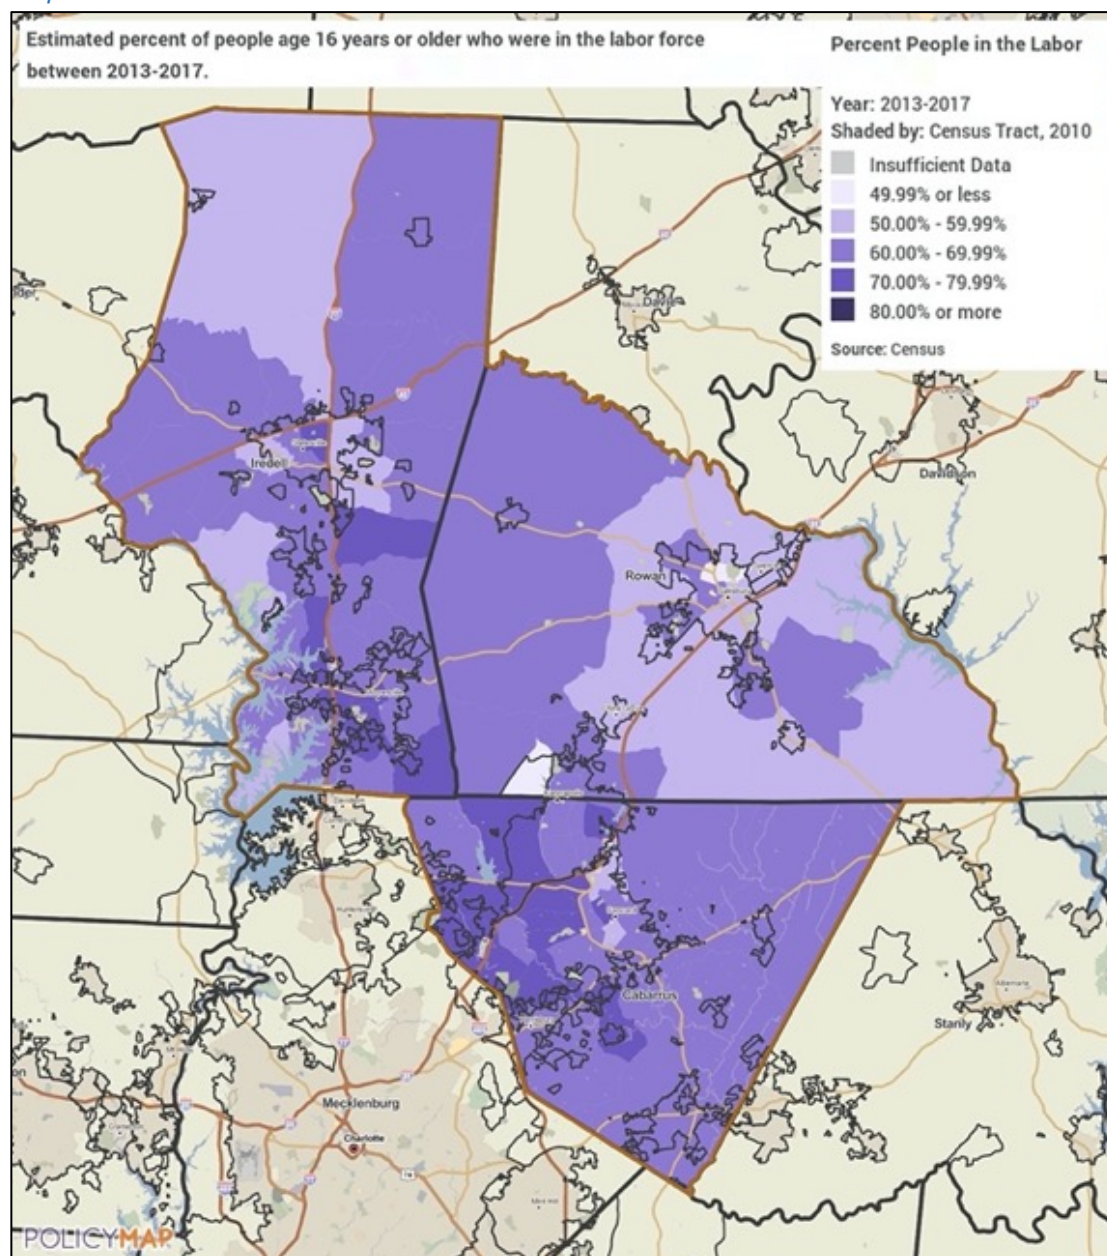 Estimated percent of people age 16 years or older who were in the labor force
between 2013-2017.
Percent People in the Labor
Year: 2013-2017
Shaded by: Census Tract, 2010
Insufficient Data
49.99% or less
50.00% - 59.99%
60.00% - 69.99%
70.00% - 79.99%
80.00% or more
Source: Census
Davie
Iredell
Davidson
Rowan
Cabarrus
Stanly
Mecklenburg
Charlotte
POLICYMAP